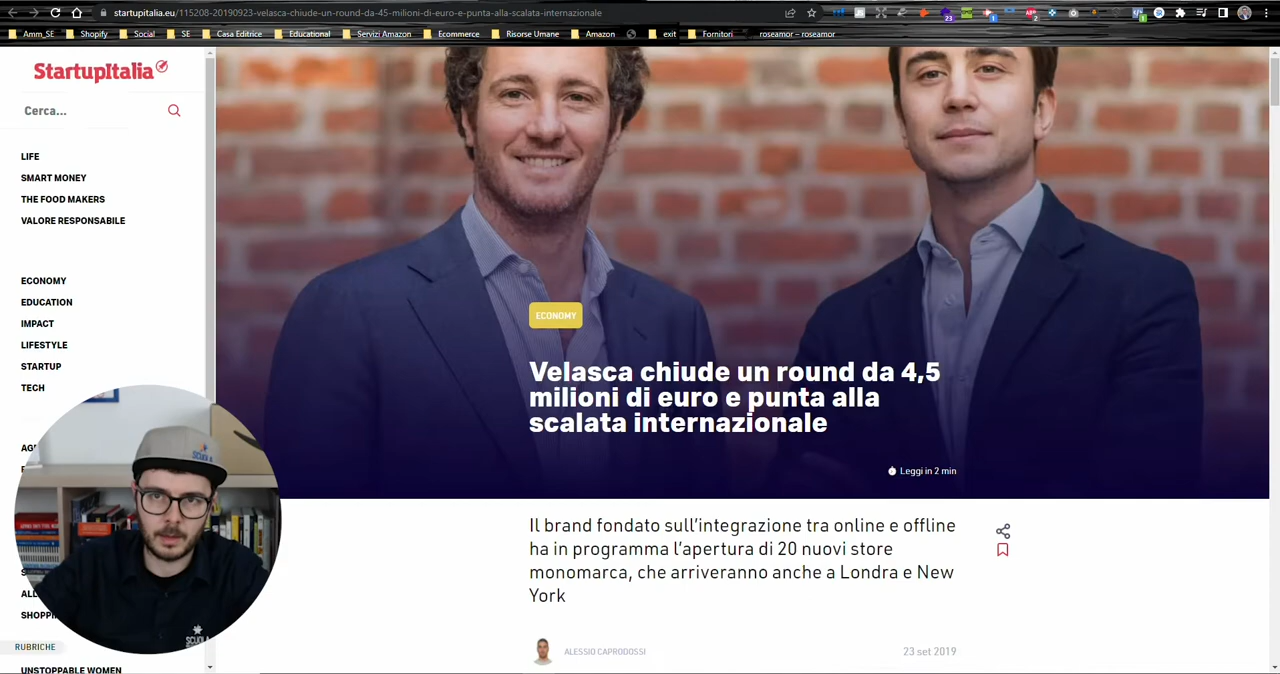 startupitalia.eu/115208-20190923-velasca-chiude-un-round-da-45-milioni-di-euro-e-punta-alla-scalata-internazionale
Amm_SE Shopify Social SE Casa Editrice Educational Servizi Amazon Ecommerce Risorse Umane Amazon exit Fornitori roseamor – roseamor
StartupItalia
Cerca...
LIFE
SMART MONEY
THE FOOD MAKERS
VALORE RESPONSABILE
ECONOMY
EDUCATION
IMPACT
LIFESTYLE
STARTUP
TECH
RUBRICHE
UNSTOPPABLE WOMEN
ECONOMY
Velasca chiude un round da 4,5
milioni di euro e punta alla
scalata internazionale
Leggi in 2 min
Il brand fondato sull'integrazione tra online e offline
ha in programma l'apertura di 20 nuovi store
monomarca, che arriveranno anche a Londra e New
York
ALESSIO CAPRODOSSI
23 set 2019
SCUOLA